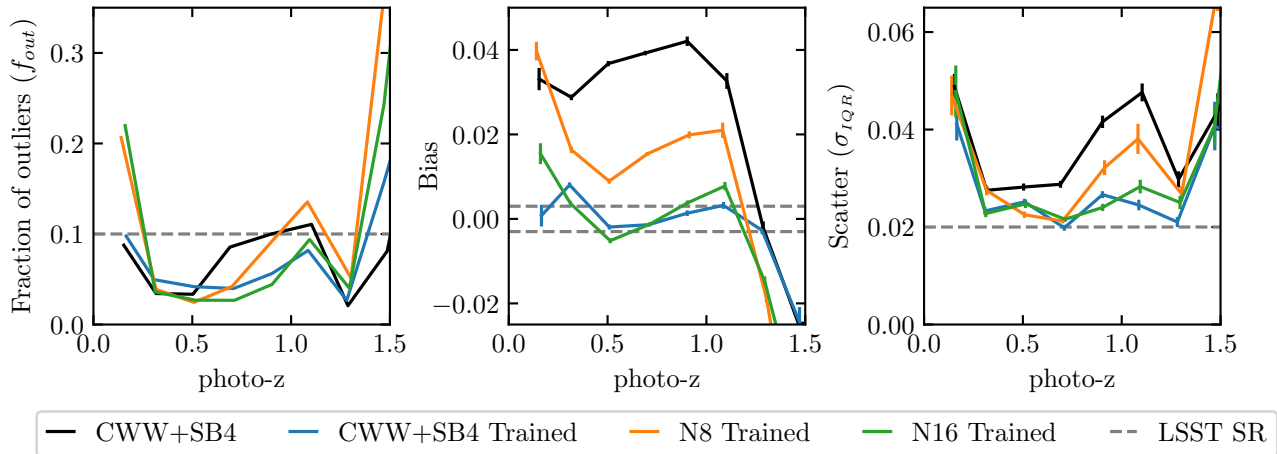 Fraction of outliers (f_out)
0.3
0.2
0.1
0.0
0.0 0.5 1.0 1.5
photo-z
Bias
0.04
0.02
0.00
−0.02
0.0 0.5 1.0 1.5
photo-z
Scatter (σ_IQR)
0.06
0.04
0.02
0.00
0.0 0.5 1.0 1.5
photo-z
CWW+SB4 CWW+SB4 Trained N8 Trained N16 Trained LSST SR